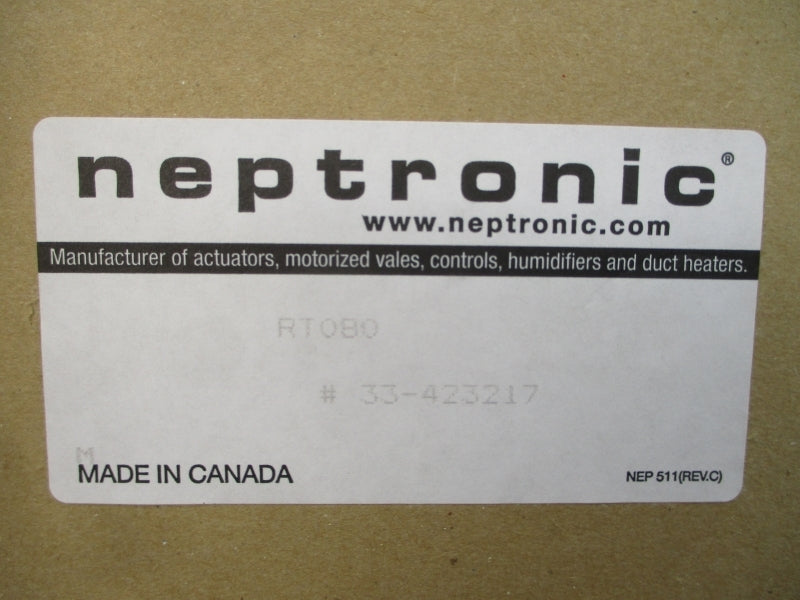 neptronic®
www.neptronic.com
Manufacturer of actuators, motorized vales, controls, humidifiers and duct heaters.
RT080
# 33-423217
M
MADE IN CANADA
NEP 511(REV.C)